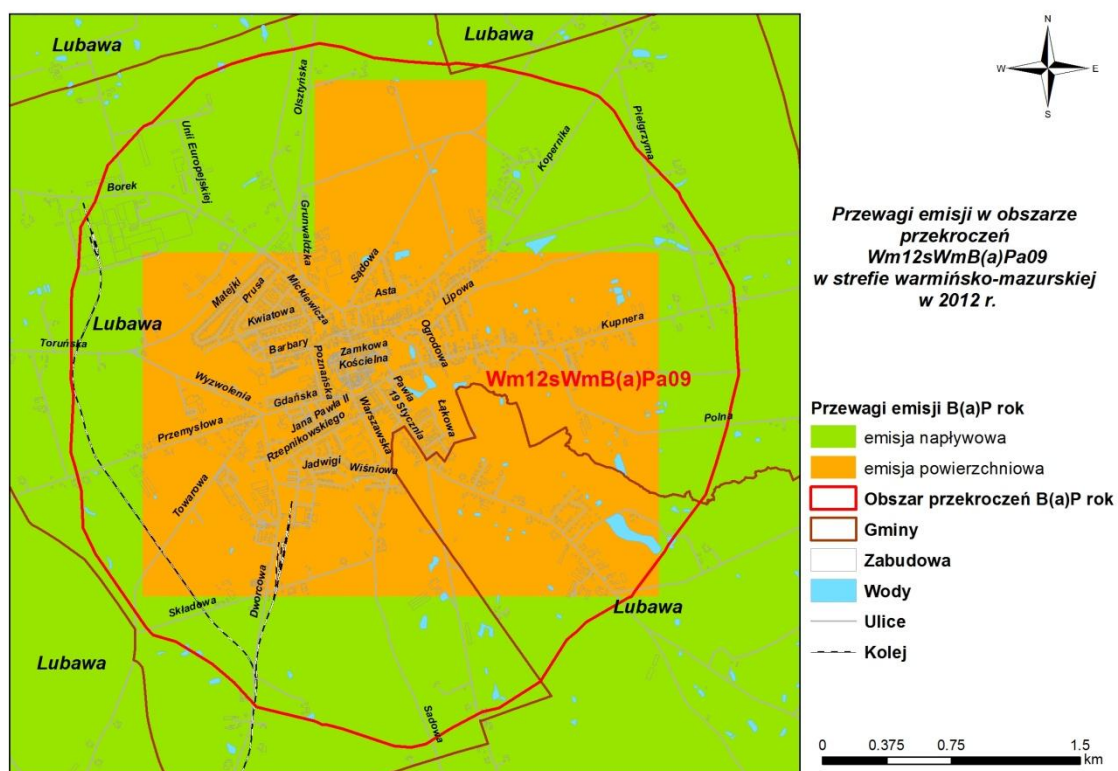 Lubawa
Lubawa
Olsztyńska
Unii Europejskiej
Borek
Grunwaldzka
Kopernika
Pielgrzyma
Sądowa
Matejki
Prusa
Mickiewicza
Asta
Lipowa
Kwiatowa
Lubawa
Toruńska
Barbary
Zamkowa
Kościelna
Ogrodowa
Kupnera
Poznańska
Wm12sWmB(a)Pa09
Wyzwolenia
Gdańska
Pawła
19 Stycznia
Łąkowa
Polna
Przemysłowa
Jana Pawła II
Rzepnikowskiego
Warszawska
Jadwigi
Wiśniowa
Towarowa
Składowa
Dworcowa
Lubawa
Lubawa
Sadowa
N
W
E
S
Przewagi emisji w obszarze
przekroczeń
Wm12sWmB(a)Pa09
w strefie warmińsko-mazurskiej
w 2012 r.
Przewagi emisji B(a)P rok
emisja napływowa
emisja powierzchniowa
Obszar przekroczeń B(a)P rok
Gminy
Zabudowa
Wody
Ulice
Kolej
0 0.375 0.75 1.5
km